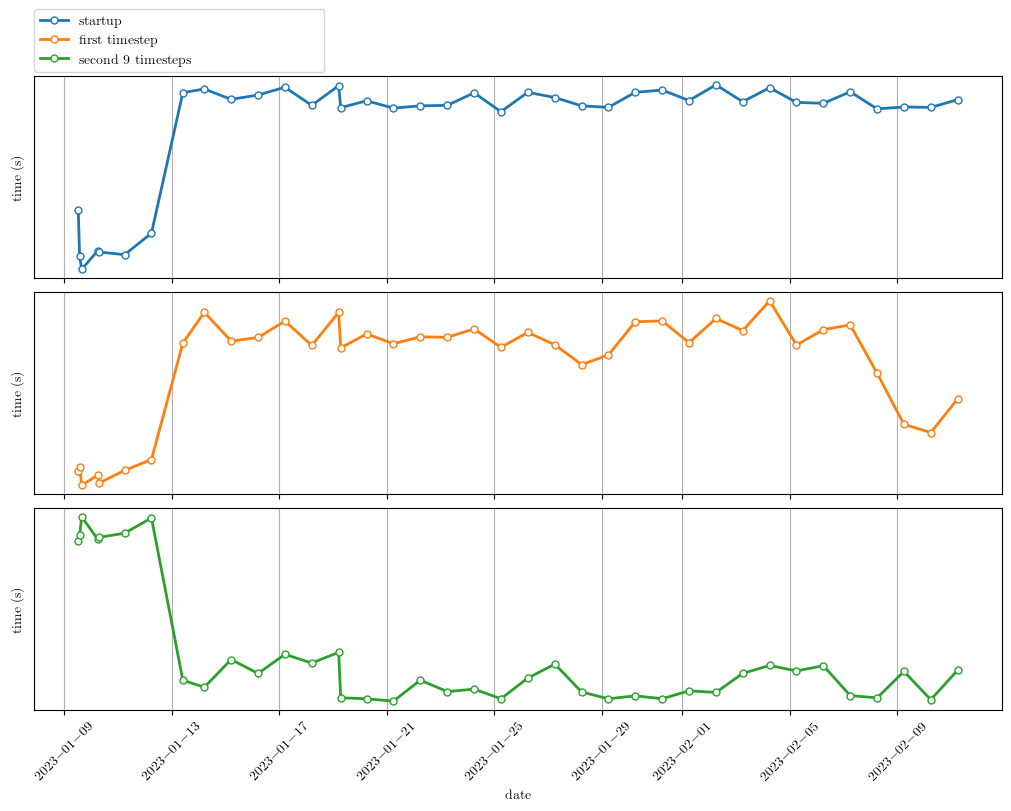 startup
first timestep
second 9 timesteps
time (s)
time (s)
time (s)
2023−01−09
2023−01−13
2023−01−17
2023−01−21
2023−01−25
2023−01−29
2023−02−01
2023−02−05
2023−02−09
date